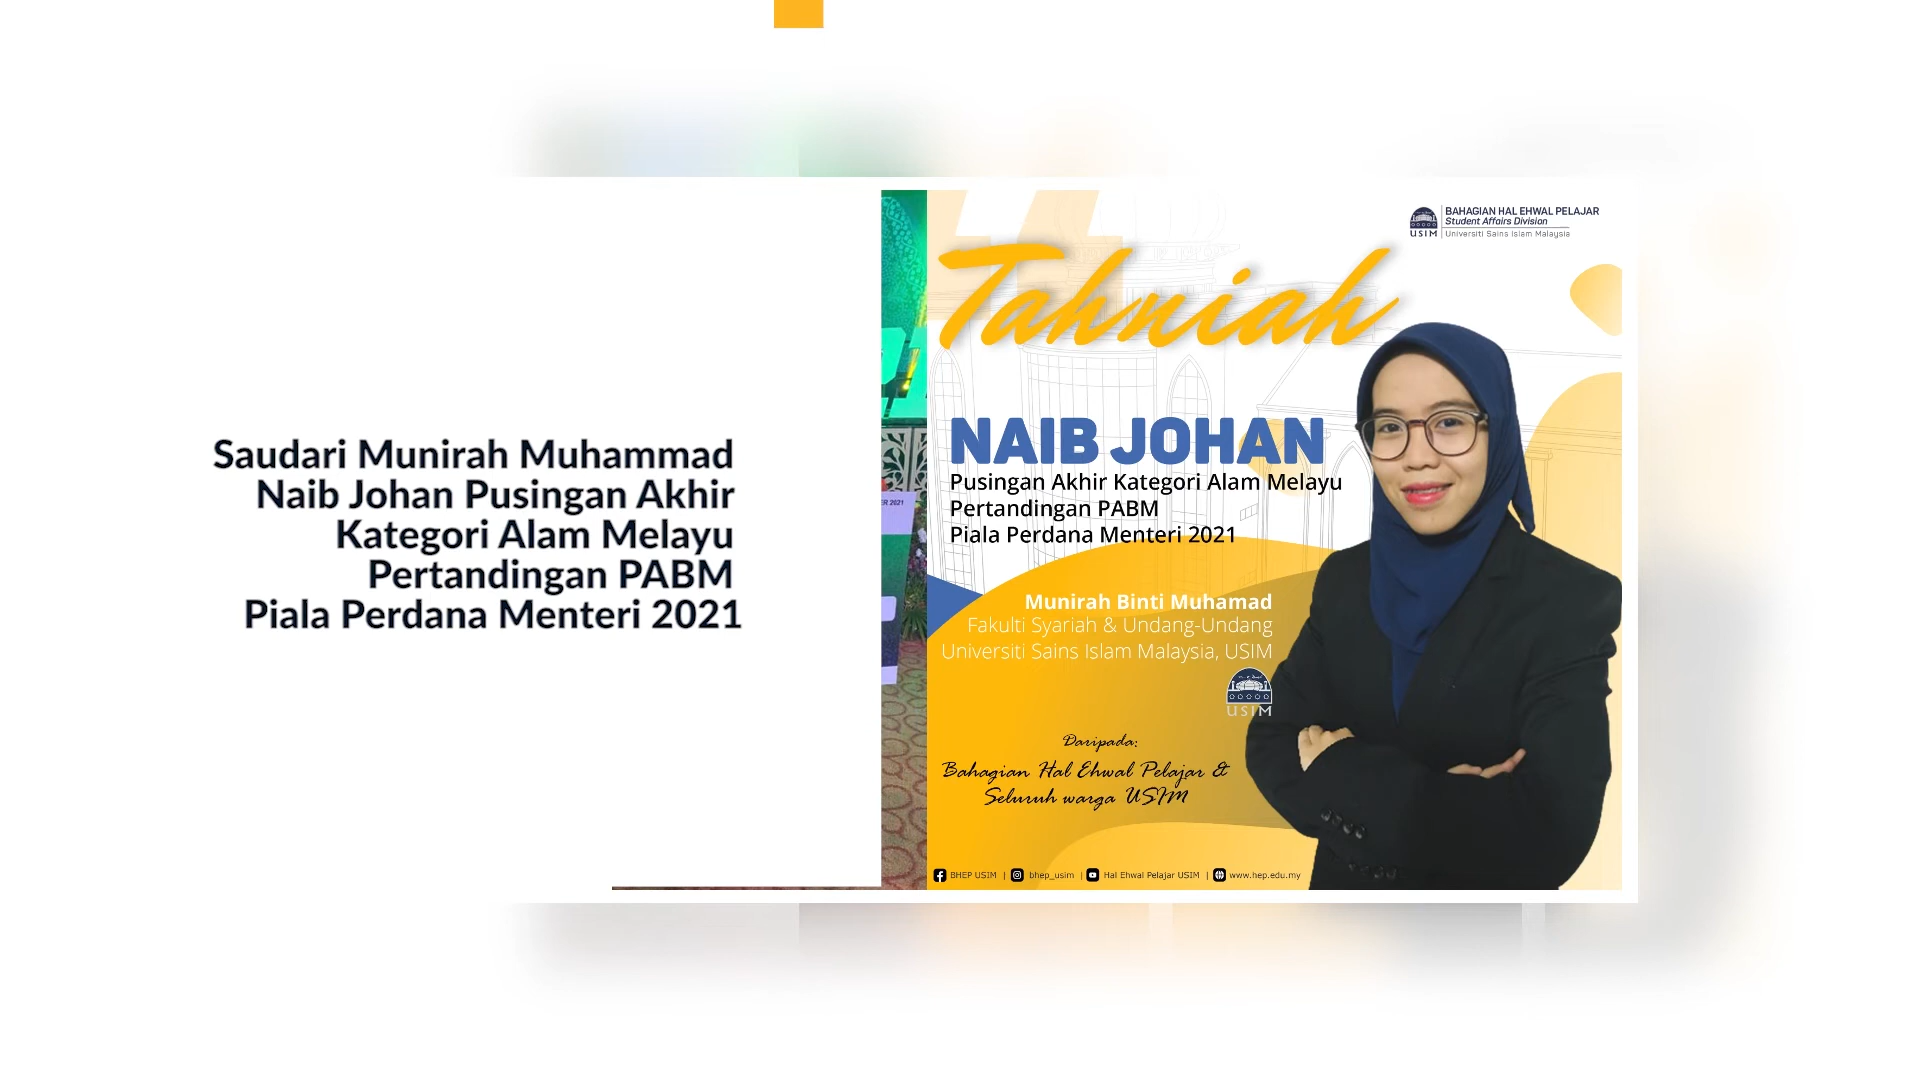 Saudari Munirah Muhammad
Naib Johan Pusingan Akhir
Kategori Alam Melayu
Pertandingan PABM
Piala Perdana Menteri 2021
ER 2021
BAHAGIAN HAL EHWAL PELAJAR
Student Affairs Division
Universiti Sains Islam Malaysia
USIM
Tahniah
NAIB JOHAN
Pusingan Akhir Kategori Alam Melayu
Pertandingan PABM
Piala Perdana Menteri 2021
Munirah Binti Muhamad
Fakulti Syariah & Undang-Undang
Universiti Sains Islam Malaysia, USIM
USIM
Daripada:
Bahagian Hal Ehwal Pelajar &
Seluruh warga USIM
BHEP USIM | bhep_usim | Hal Ehwal Pelajar USIM | www.hep.edu.my